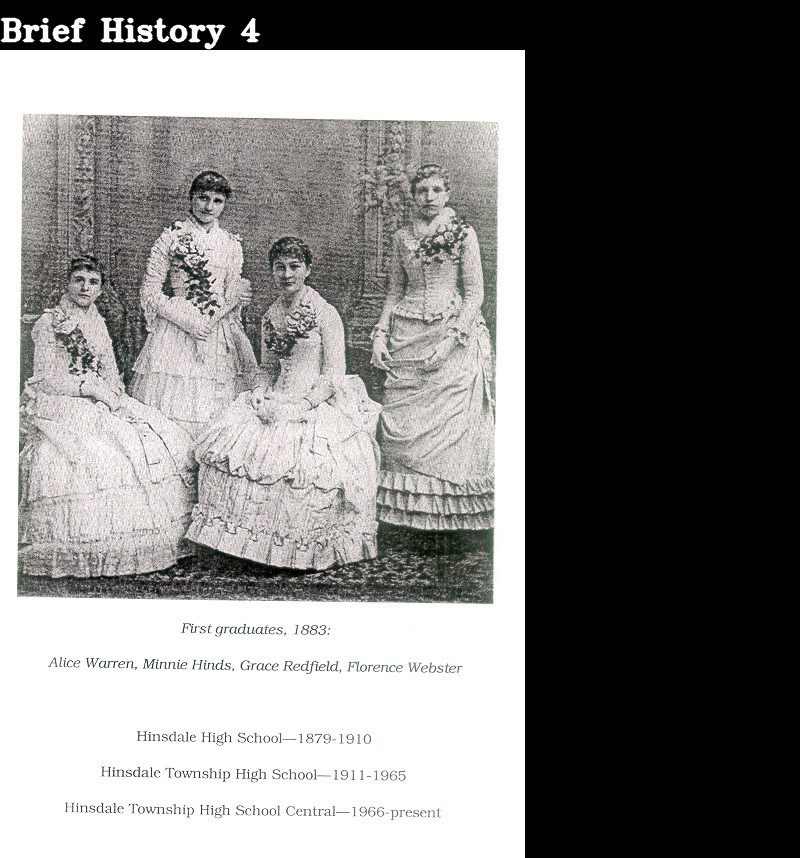 Brief History 4
First graduates, 1883:
Alice Warren, Minnie Hinds, Grace Redfield, Florence Webster
Hinsdale High School—1879-1910
Hinsdale Township High School—1911-1965
Hinsdale Township High School Central—1966-present